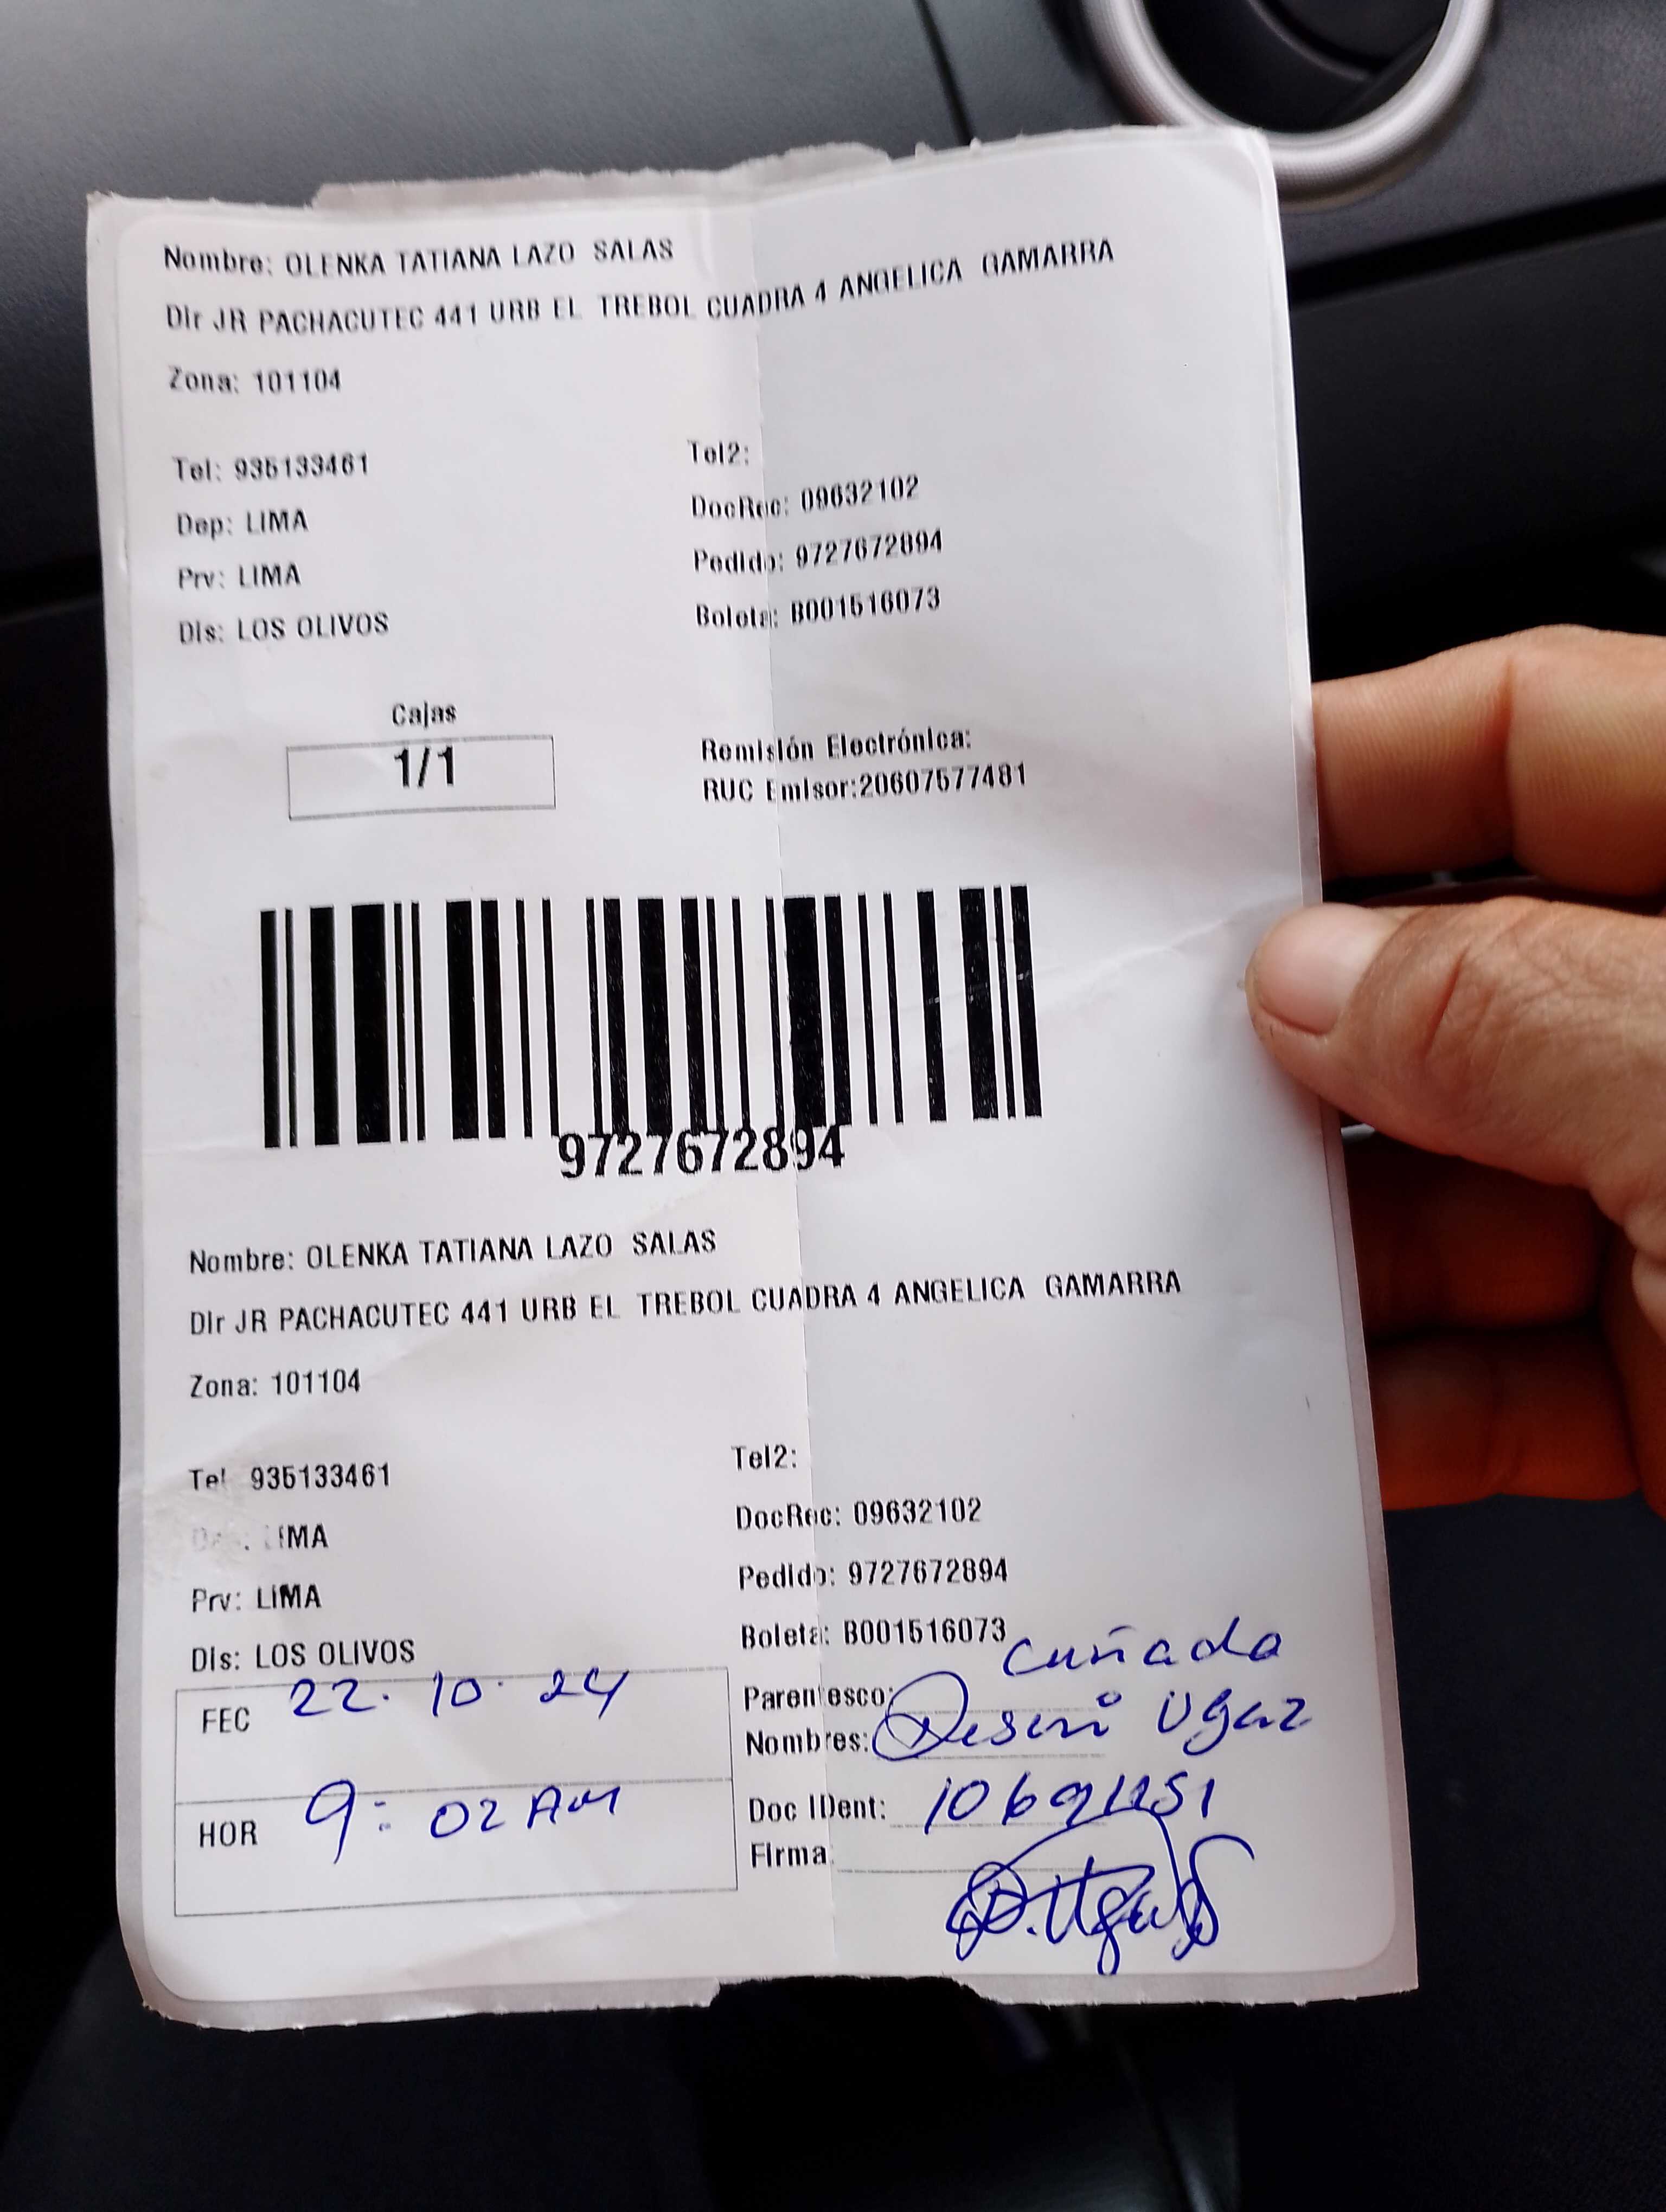 Nombre: OLENKA TATIANA LAZO SALAS
Dir JR PACHACUTEC 441 URB EL TREBOL CUADRA 4 ANGELICA GAMARRA
Zona: 101104
Tel: 935133461
Tel2:
Dep: LIMA
DocRec: 09632102
Prv: LIMA
Pedido: 9727672894
Dis: LOS OLIVOS
Boleta: B001516073
Cajas
1/1
Remisión Electrónica:
RUC Emisor:20607577481
9727672894
Nombre: OLENKA TATIANA LAZO SALAS
Dir JR PACHACUTEC 441 URB EL TREBOL CUADRA 4 ANGELICA GAMARRA
Zona: 101104
Tel 935133461
Tel2:
LIMA
DocRec: 09632102
Prv: LIMA
Pedido: 9727672894
Dis: LOS OLIVOS
Boleta: B001516073
FEC 22. 10. 24
Parentesco: Cuñada
Nombres: Ugaz
HOR 9:02 AM
Doc IDent:
Firma: